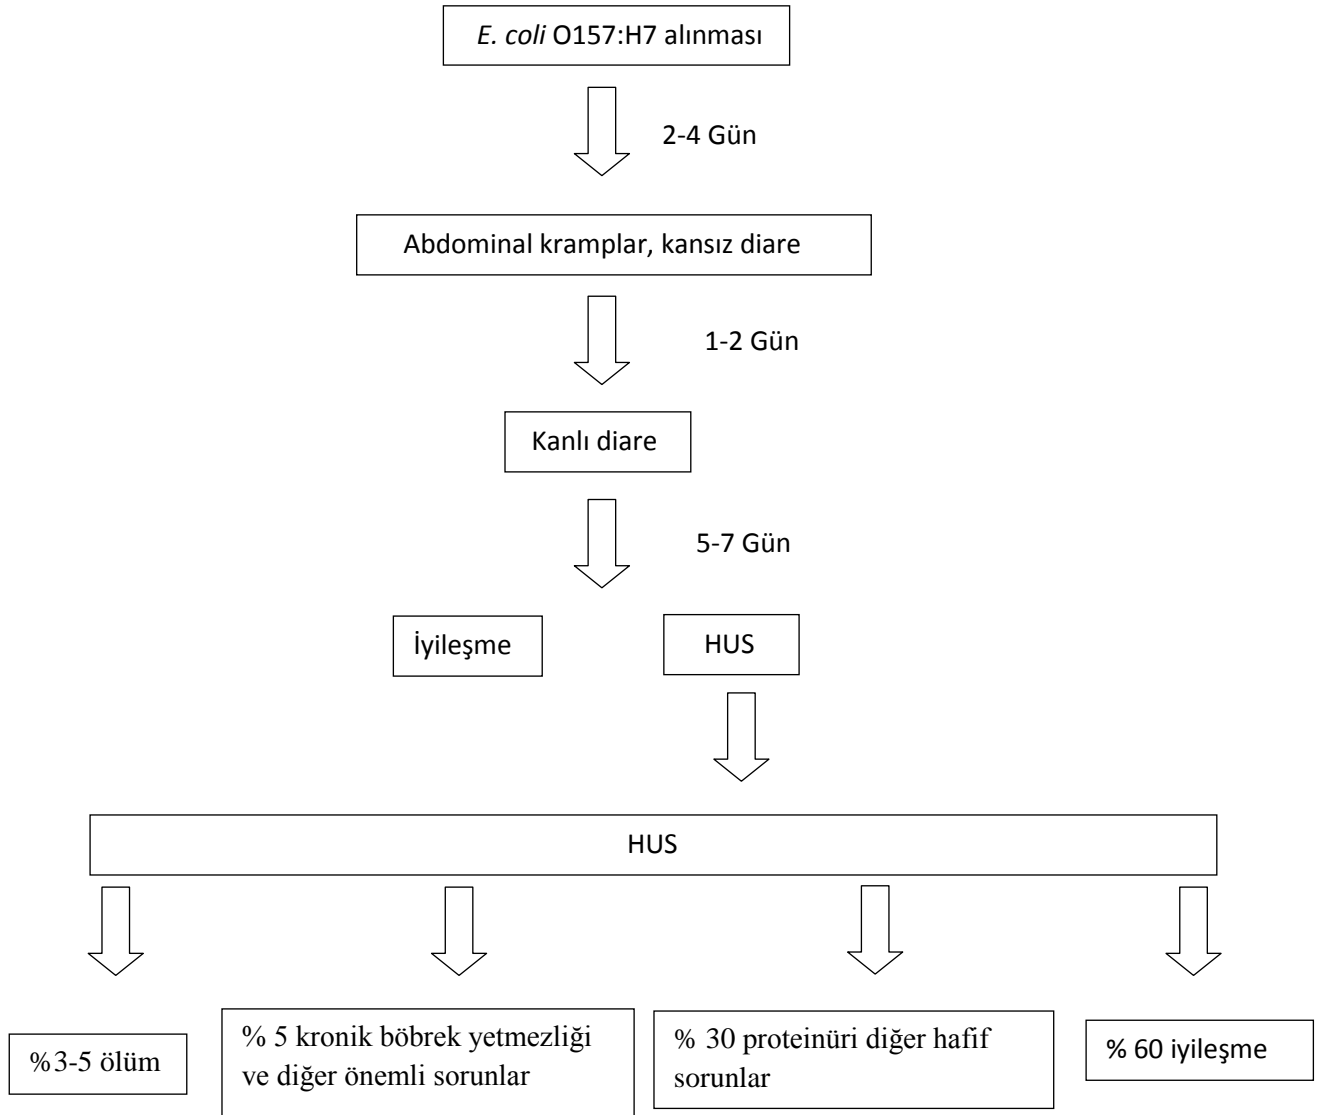 E. coli O157:H7 alınması
2-4 Gün
Abdominal kramplar, kansız diare
1-2 Gün
Kanlı diare
5-7 Gün
İyileşme
HUS
HUS
%3-5 ölüm
% 5 kronik böbrek yetmezliği
ve diğer önemli sorunlar
% 30 proteinüri diğer hafif
sorunlar
% 60 iyileşme